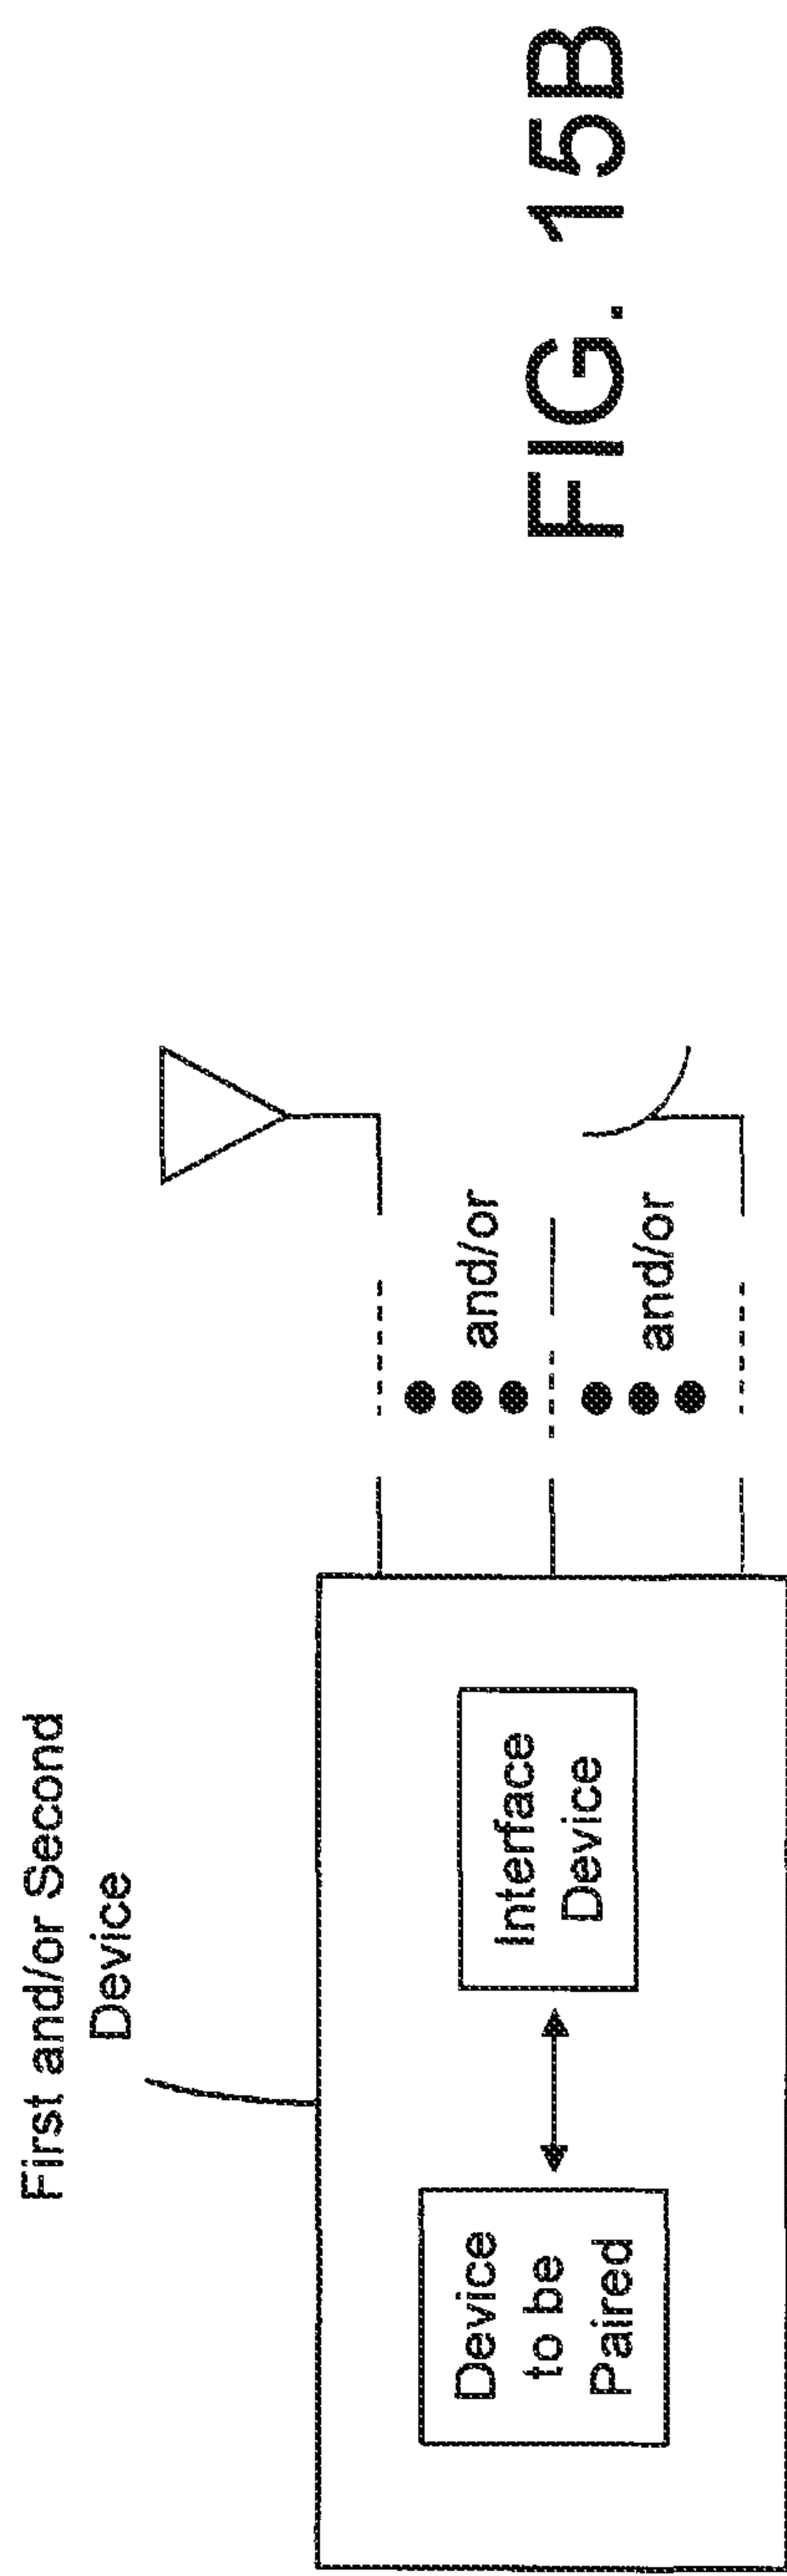 First and/or Second
Device
Device
to be
Paired
Interface
Device
and/or
and/or
FIG. 15B